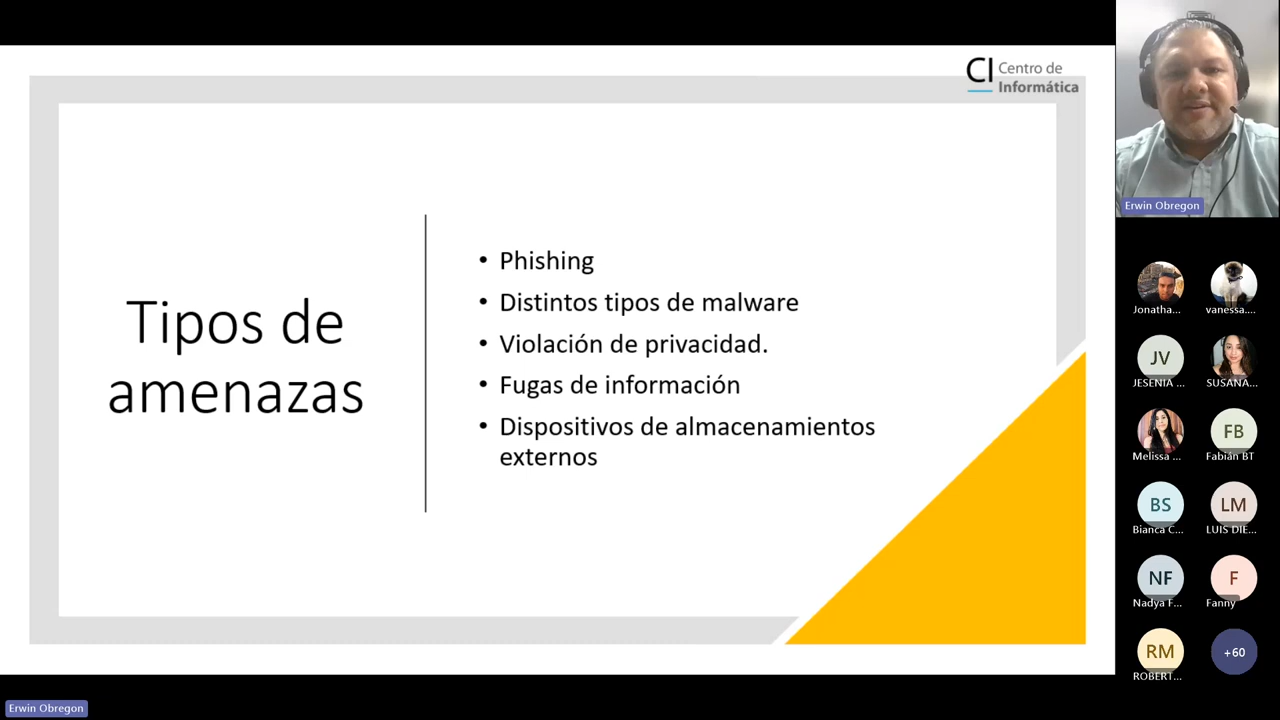 CI Centro de
Informática
Tipos de
amenazas
• Phishing
• Distintos tipos de malware
• Violación de privacidad.
• Fugas de información
• Dispositivos de almacenamientos
externos
Erwin Obregon
Jonatha...
vanessa....
JV
JESENIA ...
SUSANA...
Melissa ...
FB
Fabián BT
BS
Bianca C...
LM
LUIS DIE...
NF
Nadya F...
F
Fanny
RM
ROBERT...
+60
Erwin Obregon